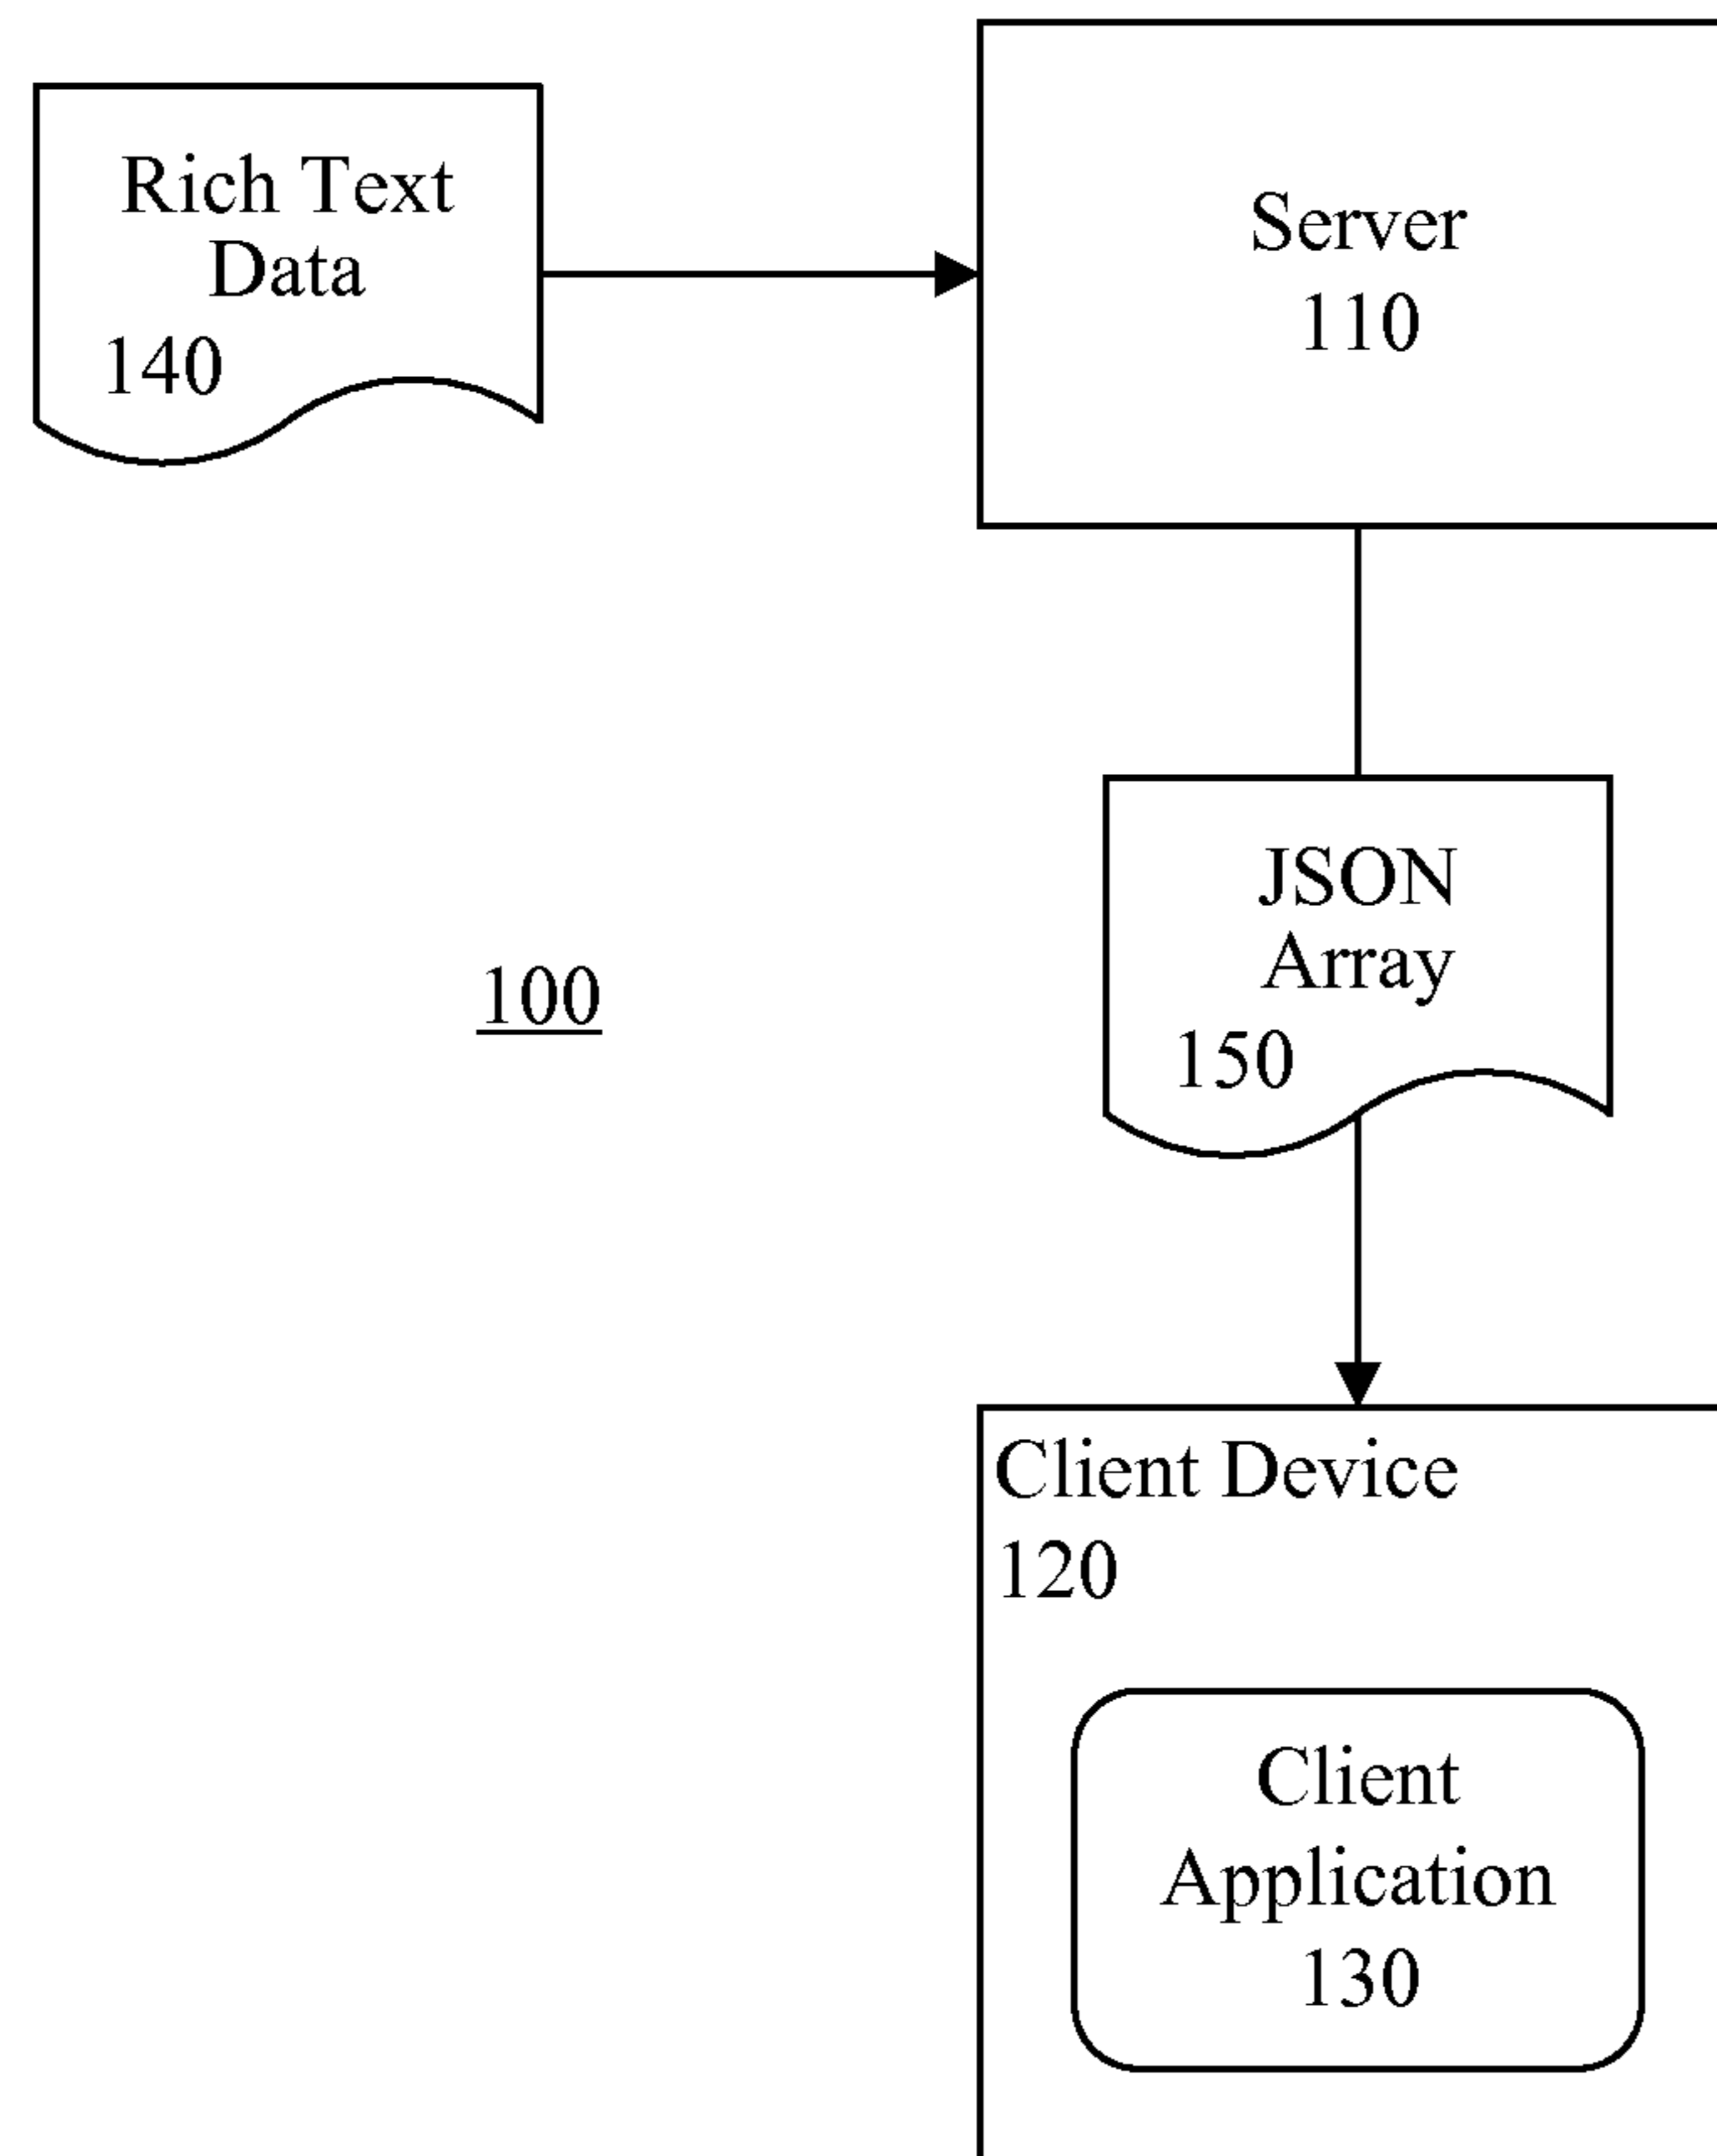 Rich Text
Data
140
Server
110
JSON
Array
150
100
Client Device
120
Client
Application
130